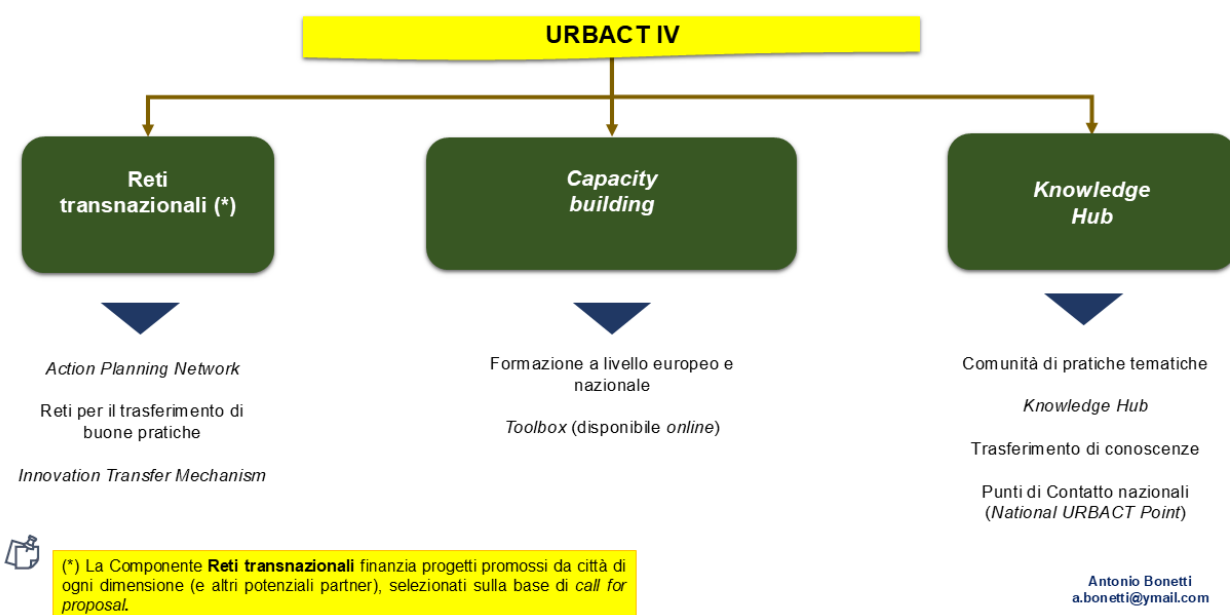 URBACT IV
Reti
transnazionali (*)
Capacity
building
Knowledge
Hub
Action Planning Network
Reti per il trasferimento di
buone pratiche
Innovation Transfer Mechanism
Formazione a livello europeo e
nazionale
Toolbox (disponibile online)
Comunità di pratiche tematiche
Knowledge Hub
Trasferimento di conoscenze
Punti di Contatto nazionali
(National URBACT Point)
(*) La Componente Reti transnazionali finanzia progetti promossi da città di
ogni dimensione (e altri potenziali partner), selezionati sulla base di call for
proposal.
Antonio Bonetti
a.bonetti@ymail.com